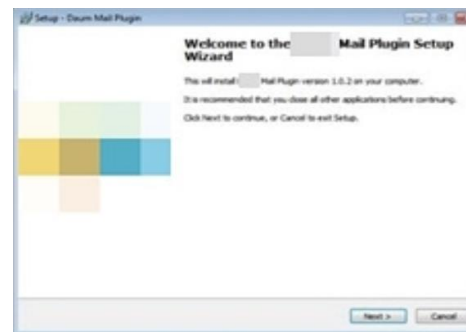 Setup - Daum Mail Plugin
Welcome to the Mail Plugin Setup
Wizard
This will install Mail Plugin version 1.0.2 on your computer.
It is recommended that you close all other applications before continuing.
Click Next to continue, or Cancel to exit Setup.
Next > Cancel